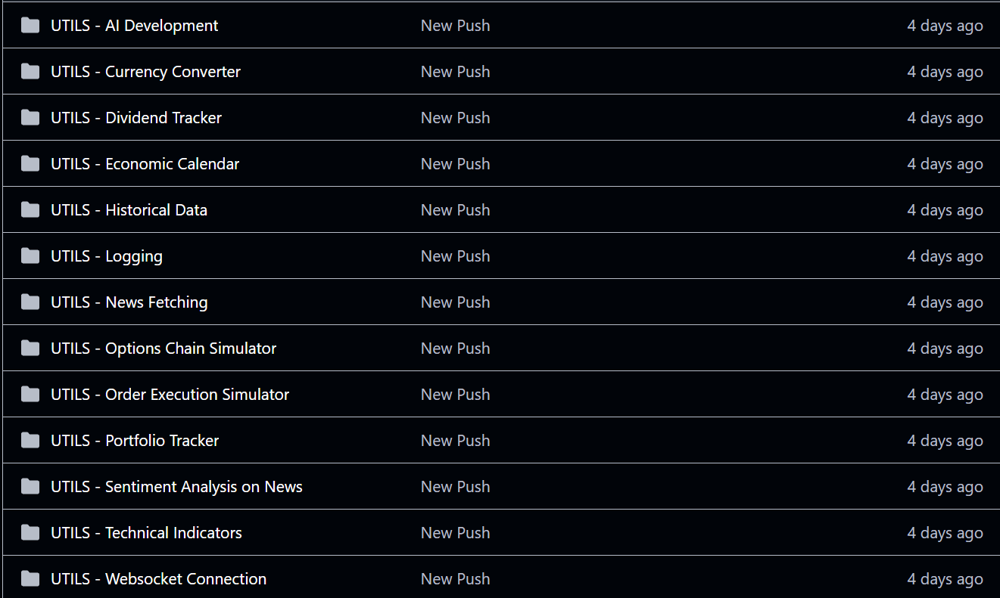 UTILS - AI Development New Push 4 days ago
UTILS - Currency Converter New Push 4 days ago
UTILS - Dividend Tracker New Push 4 days ago
UTILS - Economic Calendar New Push 4 days ago
UTILS - Historical Data New Push 4 days ago
UTILS - Logging New Push 4 days ago
UTILS - News Fetching New Push 4 days ago
UTILS - Options Chain Simulator New Push 4 days ago
UTILS - Order Execution Simulator New Push 4 days ago
UTILS - Portfolio Tracker New Push 4 days ago
UTILS - Sentiment Analysis on News New Push 4 days ago
UTILS - Technical Indicators New Push 4 days ago
UTILS - Websocket Connection New Push 4 days ago